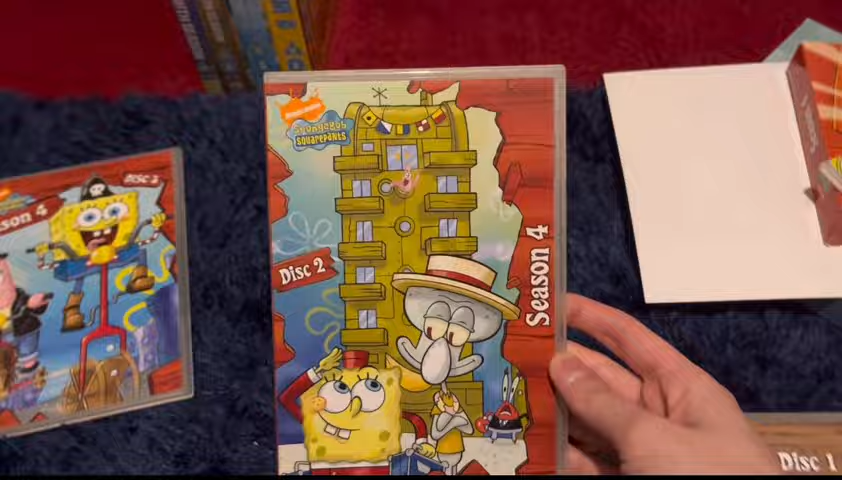 DISC 3
Season 4
nickelodeon
SpongeBob
SQUAREPANTS
Disc 2
Season 4
Disc 1